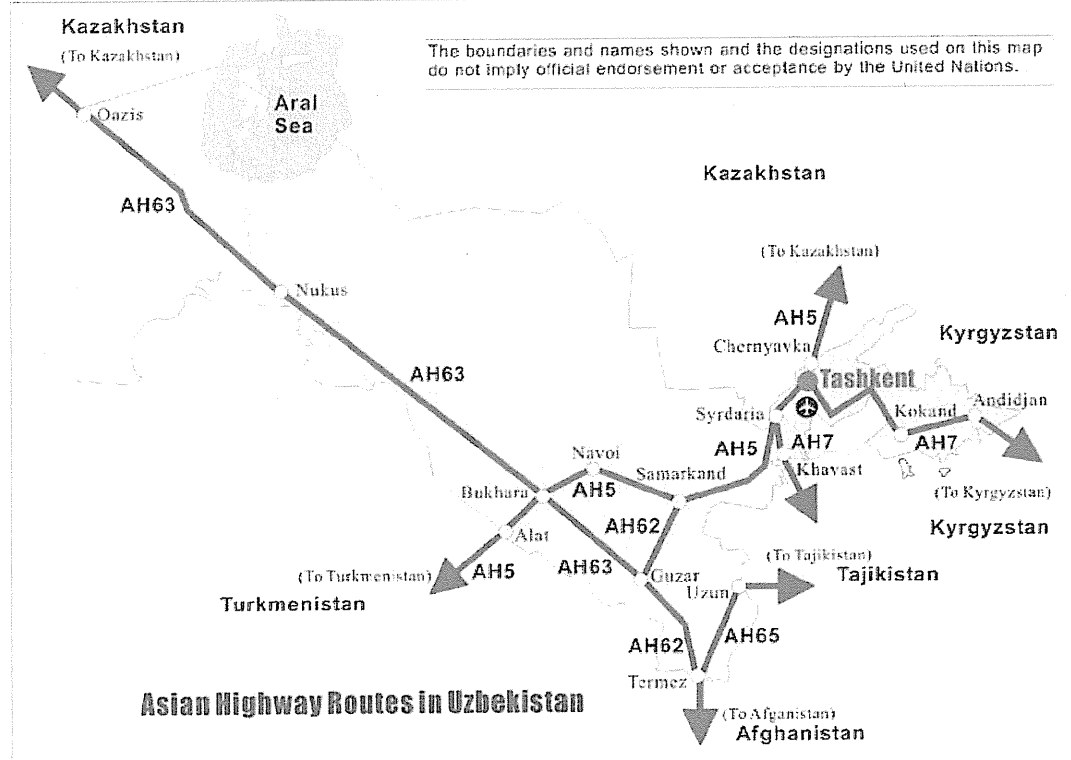 Kazakhstan
(To Kazakhstan)
The boundaries and names shown and the designations used on this map
do not imply official endorsement or acceptance by the United Nations.
Oazis
Aral
Sea
Kazakhstan
AH63
(To Kazakhstan)
Nukus
AH5
Chernyavka
Kyrgyzstan
AH63
Tashkent
Syrdaria
Kokand
Andidjan
AH5
AH7
AH7
Navoi
Samarkand
Khavast
Bukhara
AH5
(To Kyrgyzstan)
Kyrgyzstan
AH62
Alat
(To Tajikistan)
AH63
Guzar
(To Turkmenistan)
AH5
Uzun
Tajikistan
Turkmenistan
AH62
AH65
Termez
Asian Highway Routes in Uzbekistan
(To Afganistan)
Afghanistan